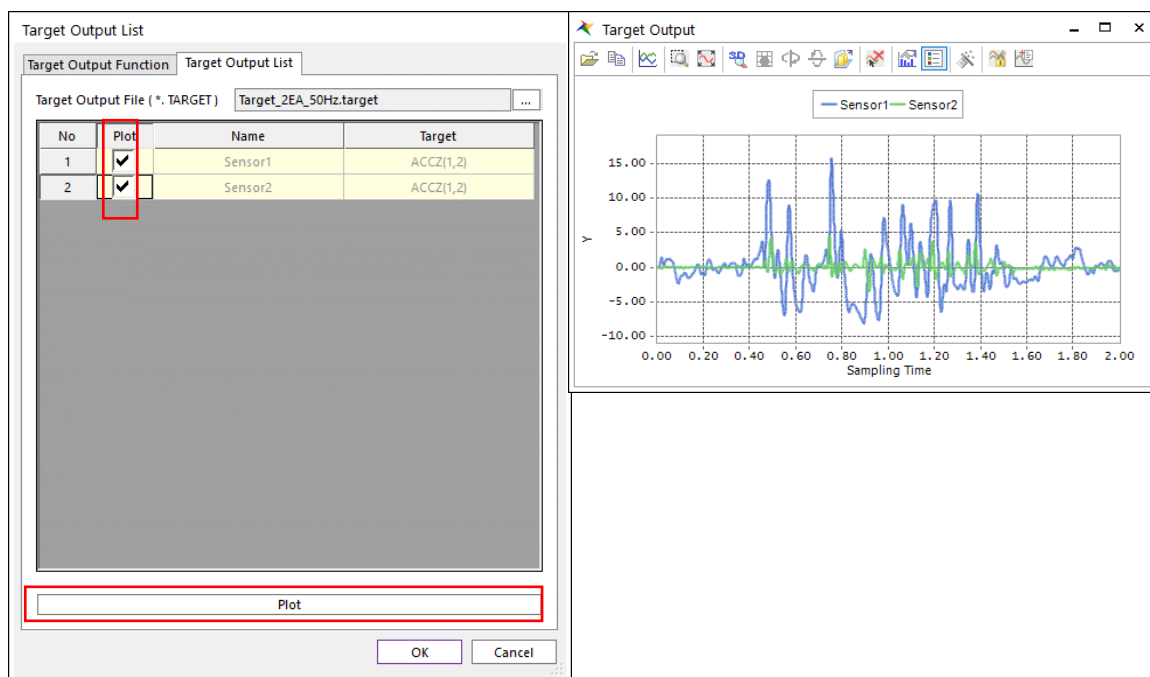 Target Output List
Target Output Function Target Output List
Target Output File ( *. TARGET ) Target_2EA_50Hz.target ...
No Plot Name Target
1 Sensor1 ACCZ(1,2)
2 Sensor2 ACCZ(1,2)
Plot
OK Cancel
Target Output
3D
Sensor1 Sensor2
15.00
10.00
5.00
0.00
-5.00
-10.00
Y
0.00 0.20 0.40 0.60 0.80 1.00 1.20 1.40 1.60 1.80 2.00
Sampling Time